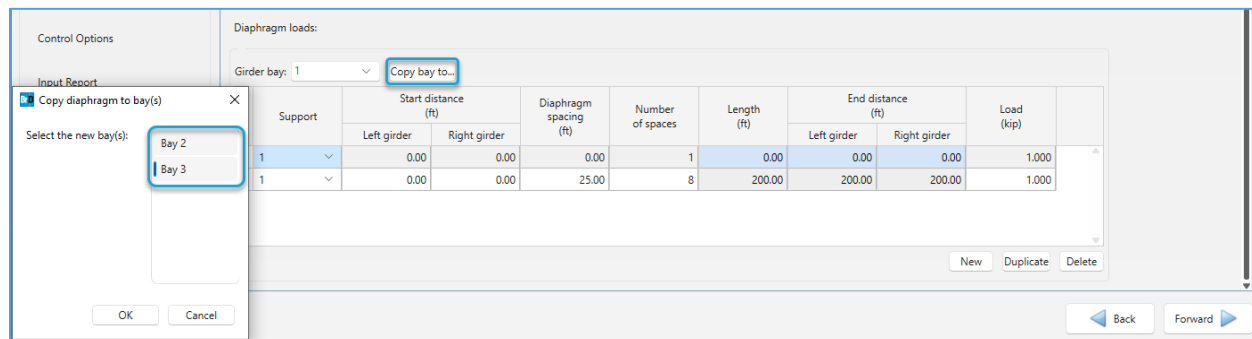 Control Options
Input Report
Diaphragm loads:
Girder bay: 1 Copy bay to...
BrD Copy diaphragm to bay(s)
Select the new bay(s):
Bay 2
Bay 3
OK Cancel
Support Start distance (ft) Diaphragm spacing (ft) Number of spaces Length (ft) End distance (ft) Load (kip)
Left girder Right girder Left girder Right girder
1 0.00 0.00 0.00 1 0.00 0.00 0.00 1.000
1 0.00 0.00 25.00 8 200.00 200.00 200.00 1.000
New Duplicate Delete
Back Forward